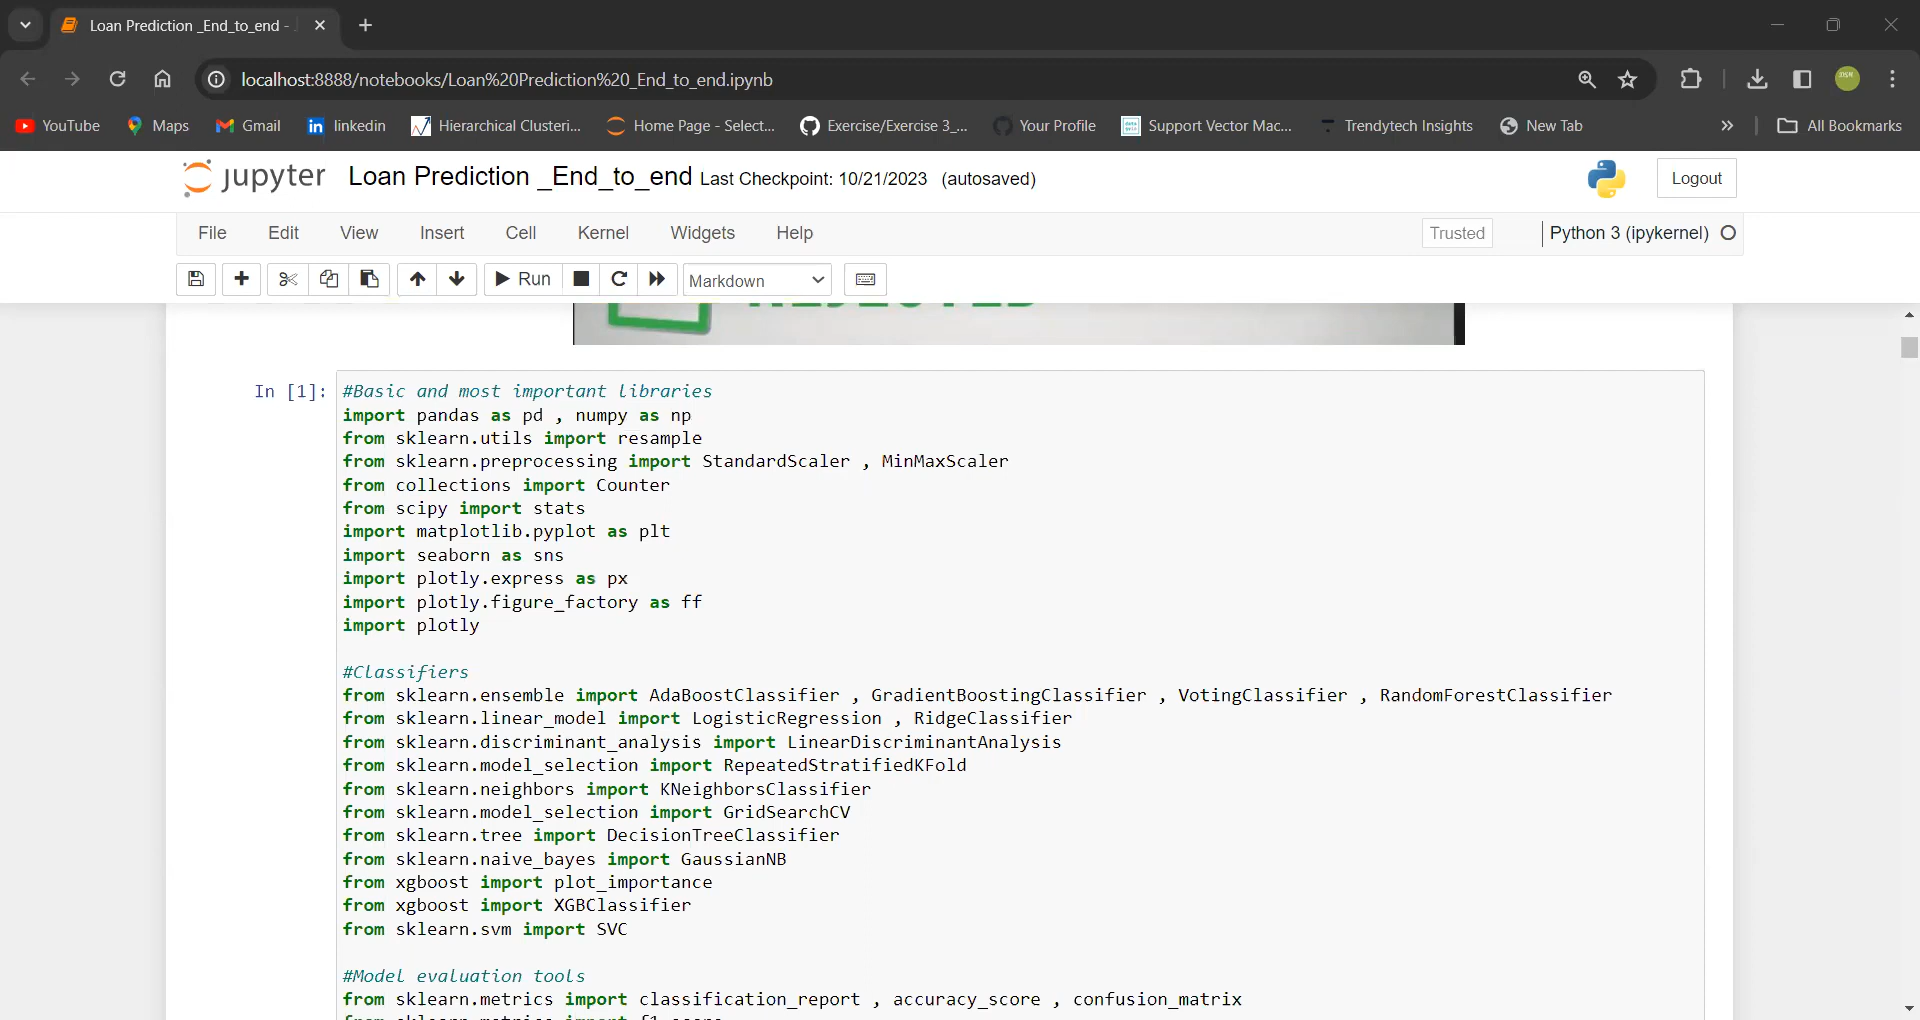 Loan Prediction _End_to_end -
localhost:8888/notebooks/Loan%20Prediction%20_End_to_end.ipynb
YouTube Maps Gmail linkedin Hierarchical Clusteri... Home Page - Select... Exercise/Exercise 3_... Your Profile Support Vector Mac... Trendytech Insights New Tab » All Bookmarks
jupyter Loan Prediction _End_to_end Last Checkpoint: 10/21/2023 (autosaved) Logout
File Edit View Insert Cell Kernel Widgets Help Trusted Python 3 (ipykernel)
Run Markdown
In [1]: #Basic and most important libraries
import pandas as pd , numpy as np
from sklearn.utils import resample
from sklearn.preprocessing import StandardScaler , MinMaxScaler
from collections import Counter
from scipy import stats
import matplotlib.pyplot as plt
import seaborn as sns
import plotly.express as px
import plotly.figure_factory as ff
import plotly
#Classifiers
from sklearn.ensemble import AdaBoostClassifier , GradientBoostingClassifier , VotingClassifier , RandomForestClassifier
from sklearn.linear_model import LogisticRegression , RidgeClassifier
from sklearn.discriminant_analysis import LinearDiscriminantAnalysis
from sklearn.model_selection import RepeatedStratifiedKFold
from sklearn.neighbors import KNeighborsClassifier
from sklearn.model_selection import GridSearchCV
from sklearn.tree import DecisionTreeClassifier
from sklearn.naive_bayes import GaussianNB
from xgboost import plot_importance
from xgboost import XGBClassifier
from sklearn.svm import SVC
#Model evaluation tools
from sklearn.metrics import classification_report , accuracy_score , confusion_matrix